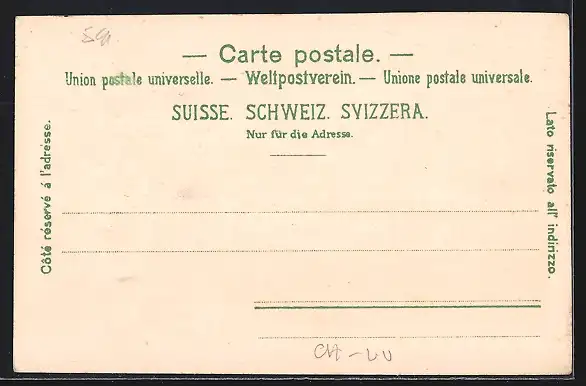 — Carte postale. —
Union postale universelle. — Weltpostverein. — Unione postale universale.
SUISSE. SCHWEIZ. SVIZZERA.
Nur für die Adresse.
Côté réservé á l'adresse.
Lato riservato all' indirizzo.
CH-LU